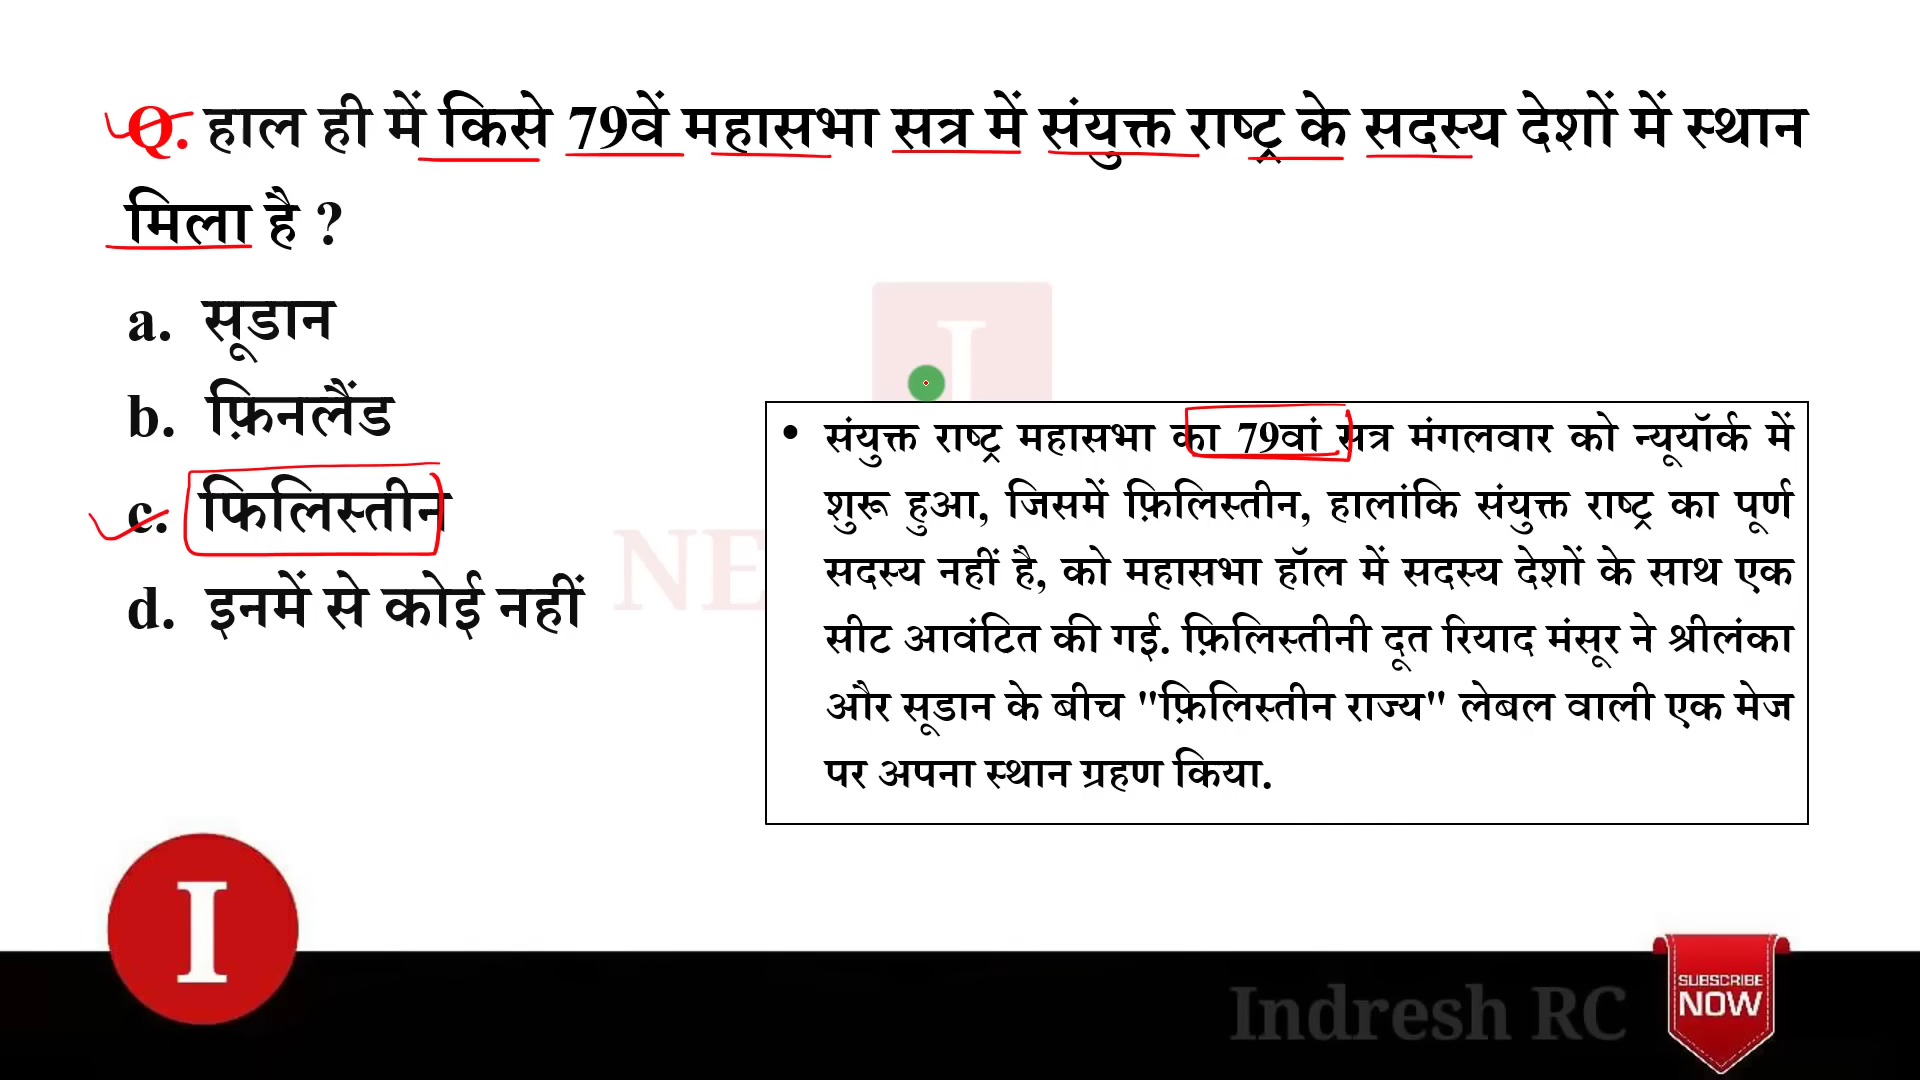 Q. हाल ही में किसे 79वें महासभा सत्र में संयुक्त राष्ट्र के सदस्य देशों में स्थान
मिला है ?
a. सूडान
b. फ़िनलैंड
c. फिलिस्तीन
d. इनमें से कोई नहीं
I
NE
• संयुक्त राष्ट्र महासभा का 79वां सत्र मंगलवार को न्यूयॉर्क में
शुरू हुआ, जिसमें फ़िलिस्तीन, हालांकि संयुक्त राष्ट्र का पूर्ण
सदस्य नहीं है, को महासभा हॉल में सदस्य देशों के साथ एक
सीट आवंटित की गई. फ़िलिस्तीनी दूत रियाद मंसूर ने श्रीलंका
और सूडान के बीच "फ़िलिस्तीन राज्य" लेबल वाली एक मेज
पर अपना स्थान ग्रहण किया.
I
Indresh RC
SUBSCRIBE
NOW